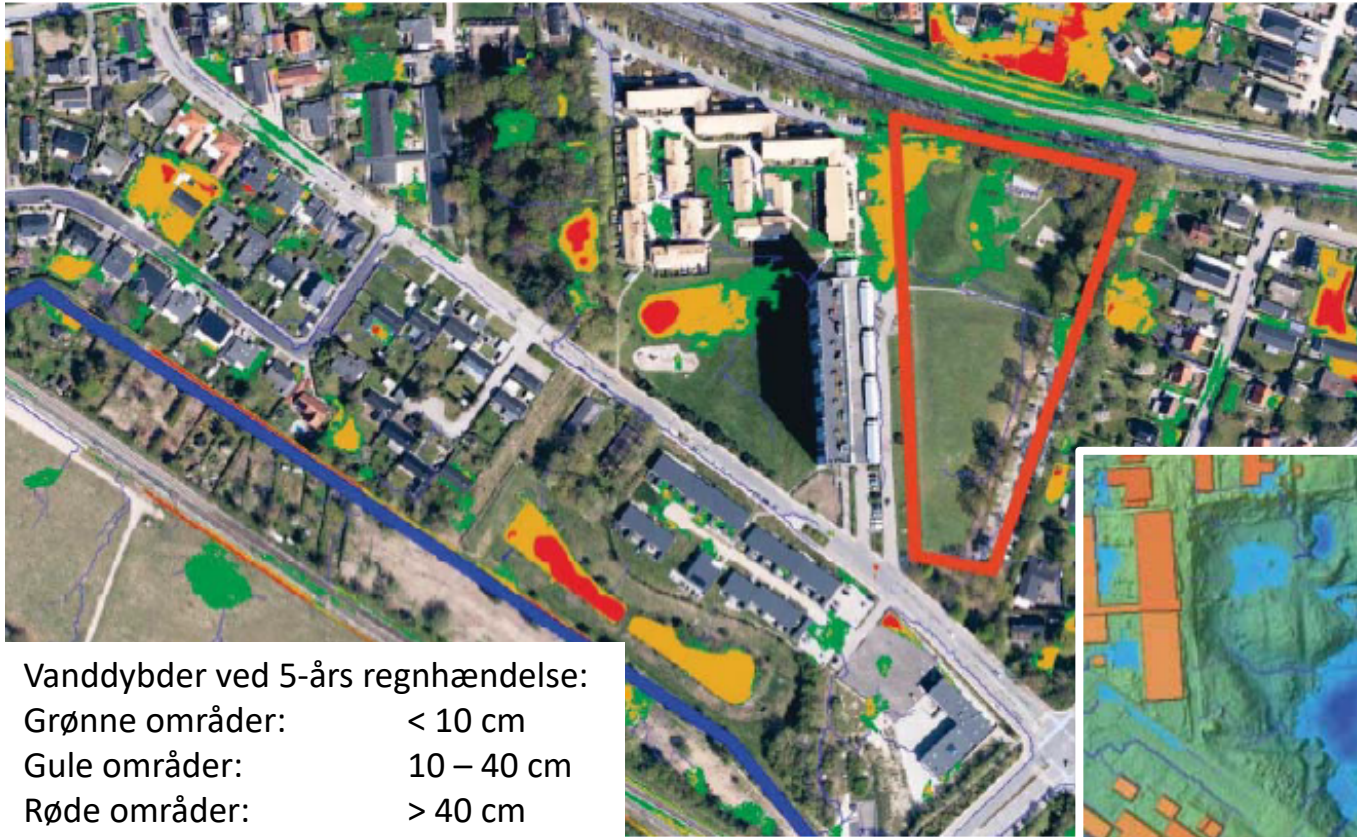 Vanddybder ved 5-års regnhændelse:
Grønne områder: < 10 cm
Gule områder: 10 – 40 cm
Røde områder: > 40 cm